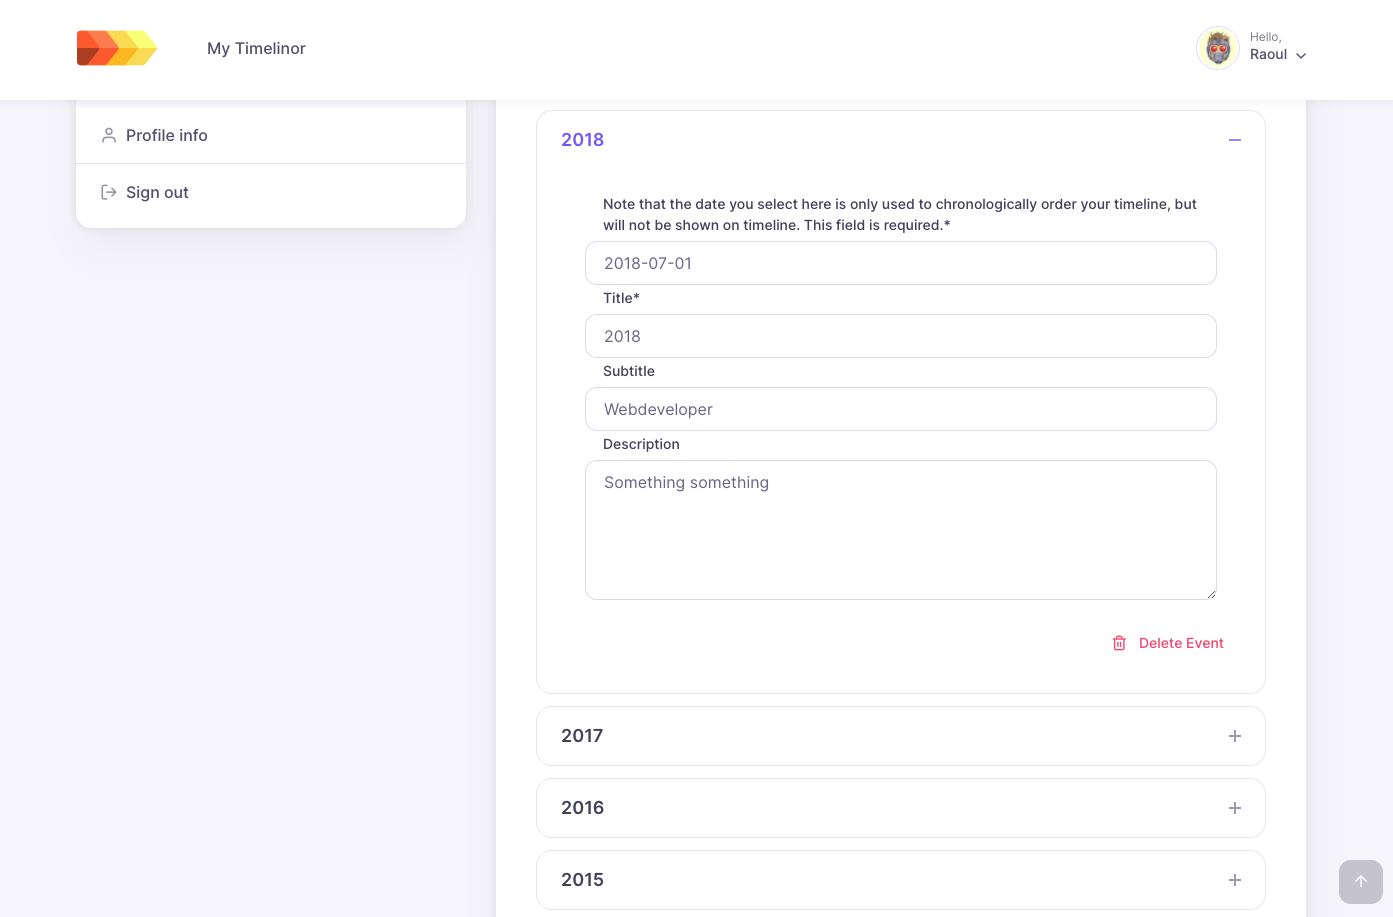 My Timelinor
Hello,
Raoul
Profile info
Sign out
2018
Note that the date you select here is only used to chronologically order your timeline, but
will not be shown on timeline. This field is required.*
2018-07-01
Title*
2018
Subtitle
Webdeveloper
Description
Something something
Delete Event
2017
2016
2015